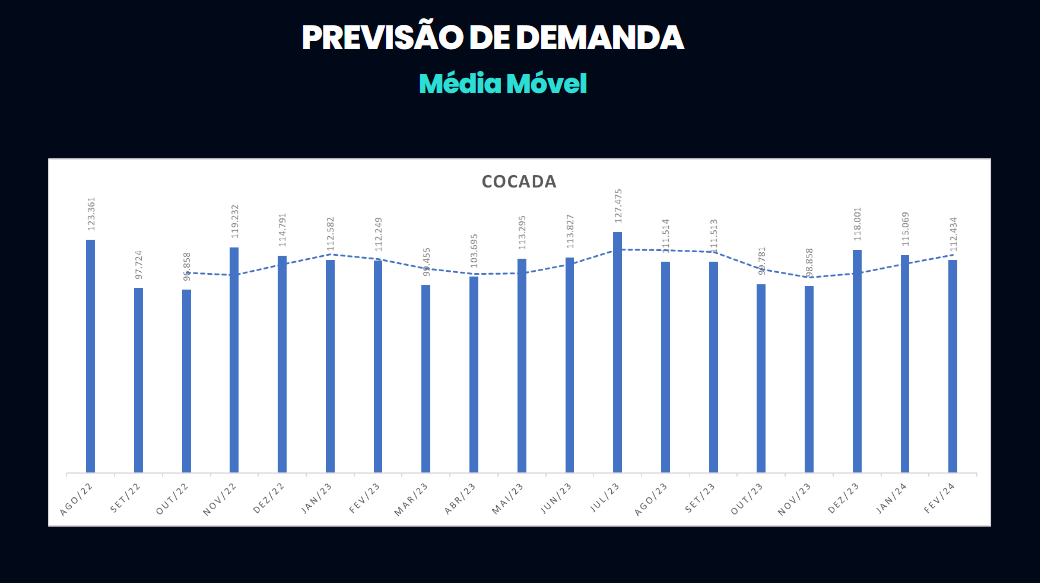 PREVISÃO DE DEMANDA
Média Móvel
COCADA
123.361
97.724
119.232
114.791
112.582
112.249
103.695
113.295
113.827
127.475
111.514
111.513
98.858
118.001
115.069
112.434
AGO/22
SET/22
OUT/22
NOV/22
DEZ/22
JAN/23
FEV/23
MAR/23
ABR/23
MAI/23
JUN/23
JUL/23
AGO/23
SET/23
OUT/23
NOV/23
DEZ/23
JAN/24
FEV/24